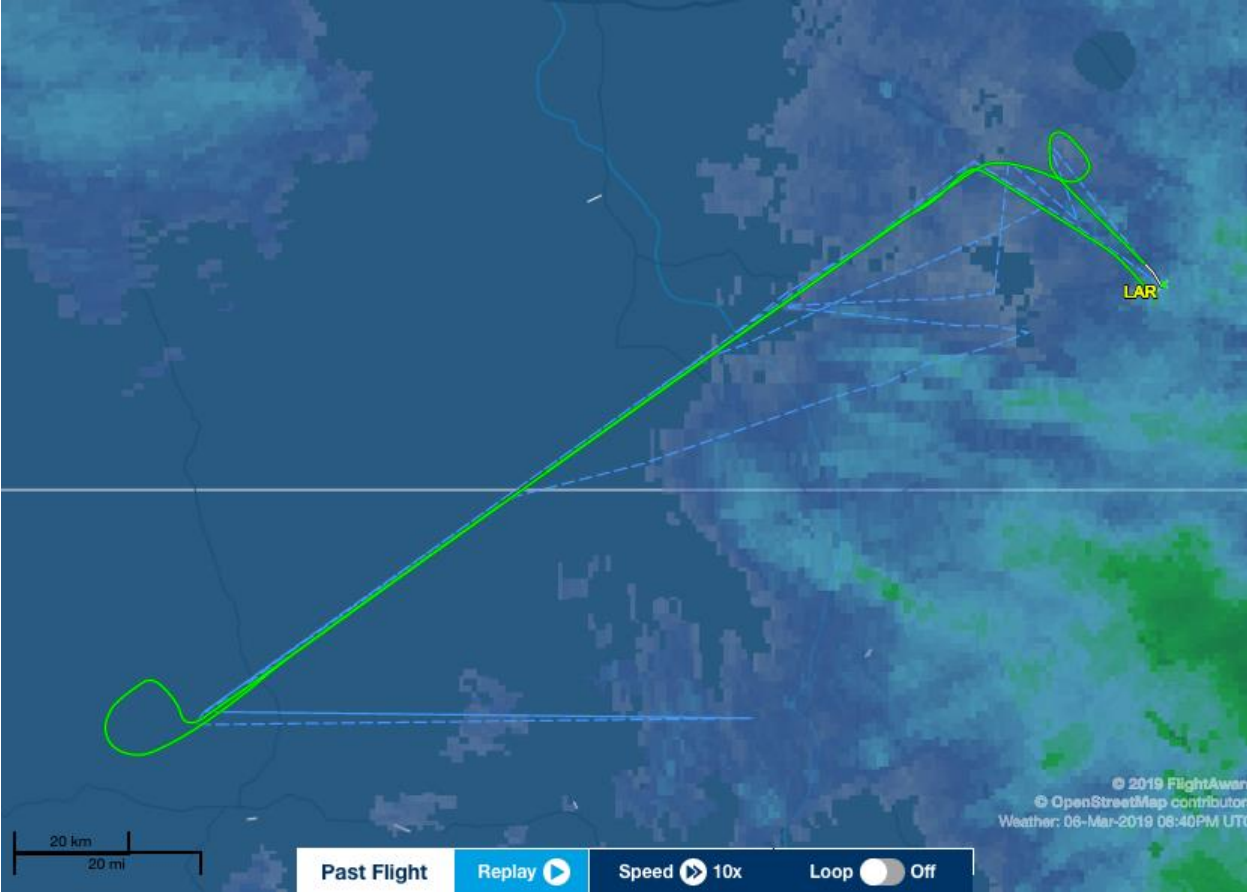 LAR
© 2019 FlightAware
© OpenStreetMap contributor
Weather: 06-Mar-2019 08:40PM UTC
20 km
20 mi
Past Flight Replay Speed 10x Loop Off